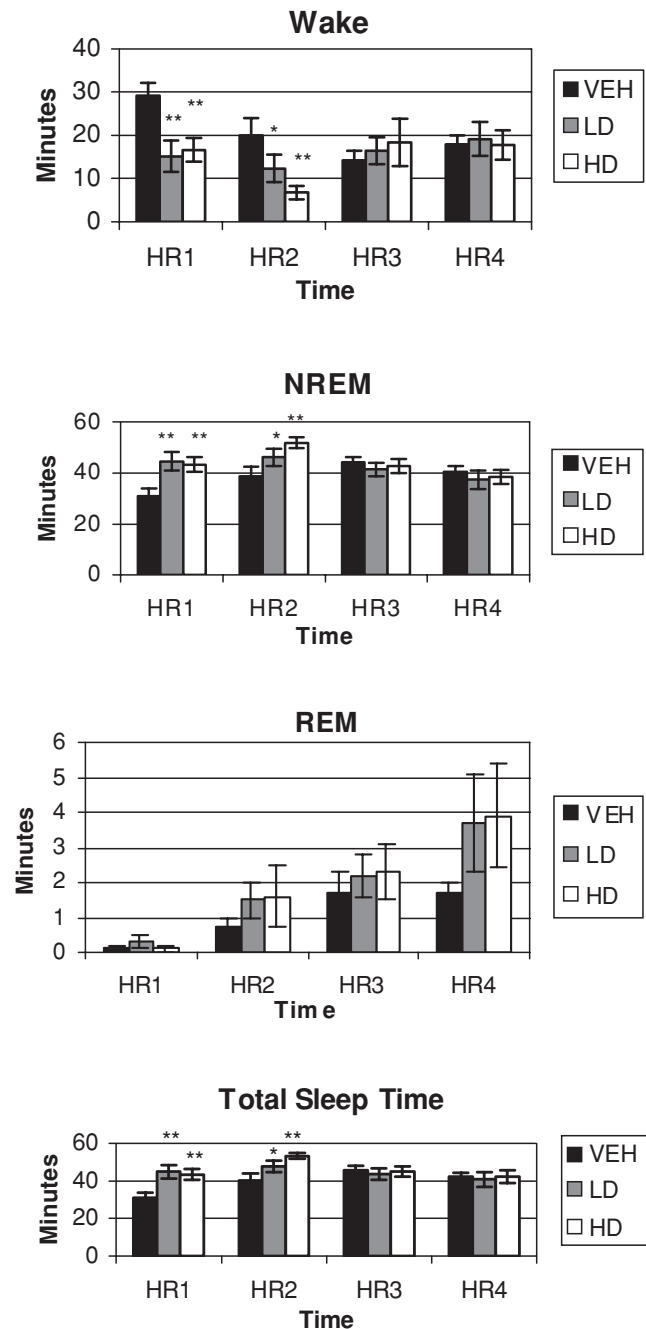 Wake
40
30
20
10
0
Minutes
** ** * **
HR1 HR2 HR3 HR4
Time
VEH
LD
HD
NREM
60
40
20
0
Minutes
** ** * **
HR1 HR2 HR3 HR4
Time
VEH
LD
HD
REM
6
5
4
3
2
1
0
Minutes
HR1 HR2 HR3 HR4
Time
VEH
LD
HD
Total Sleep Time
60
40
20
0
Minutes
** ** * **
HR1 HR2 HR3 HR4
Time
VEH
LD
HD